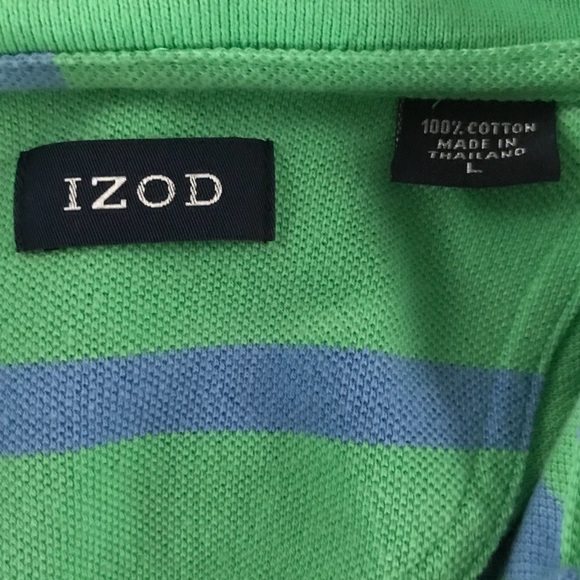 IZOD
100% COTTON
MADE IN
THAILAND
L